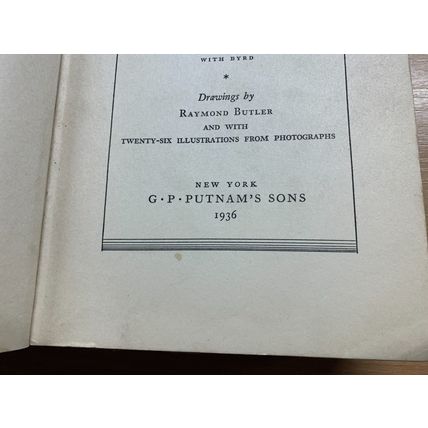 WITH BYRD
*
Drawings by
RAYMOND BUTLER
AND WITH
TWENTY-SIX ILLUSTRATIONS FROM PHOTOGRAPHS
NEW YORK
G·P·PUTNAM'S SONS
1936